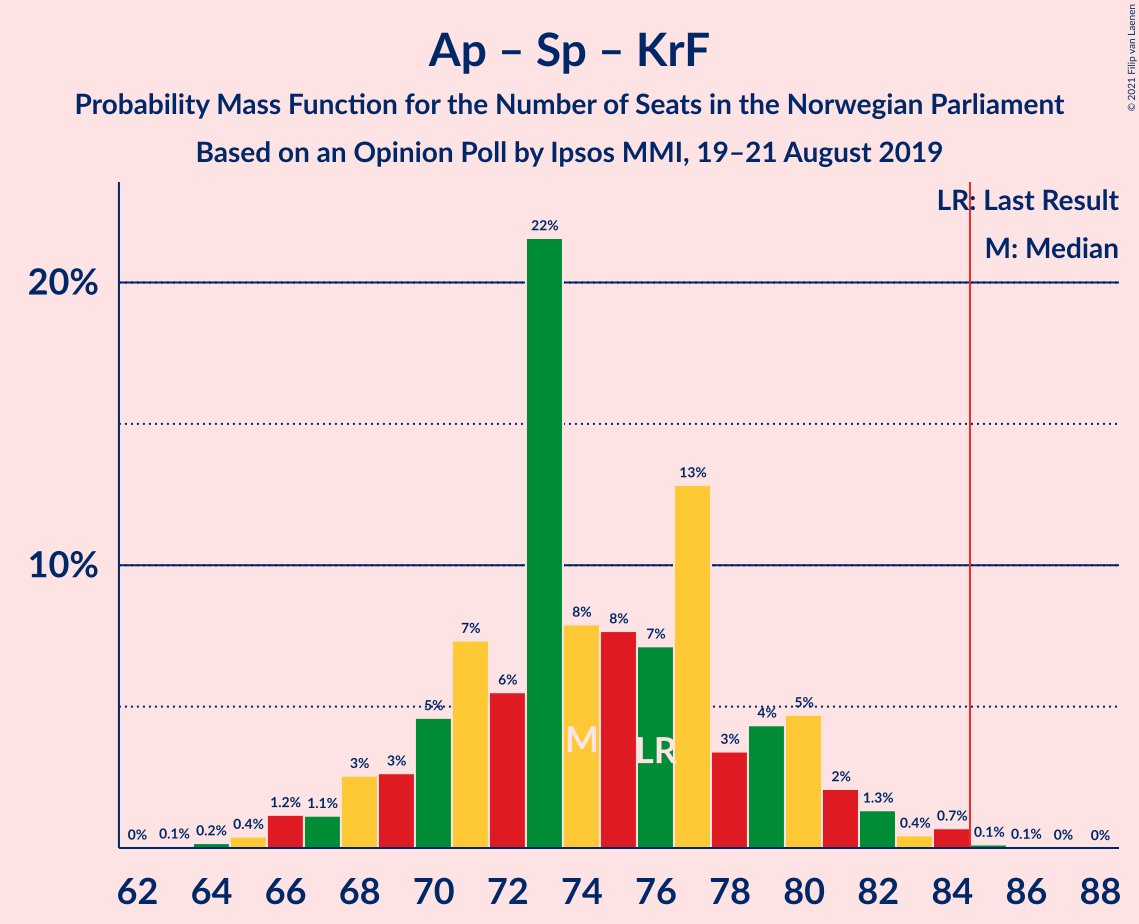 Ap – Sp – KrF
Probability Mass Function for the Number of Seats in the Norwegian Parliament
Based on an Opinion Poll by Ipsos MMI, 19–21 August 2019
© 2021 Filip van Laenen
LR: Last Result
M: Median
20%
10%
0% 0.1% 0.2% 0.4% 1.2% 1.1% 3% 3% 5% 7% 6% 22% 8% 8% 7% 13% 3% 4% 5% 2% 1.3% 0.4% 0.7% 0.1% 0.1% 0% 0%
M LR
62 64 66 68 70 72 74 76 78 80 82 84 86 88